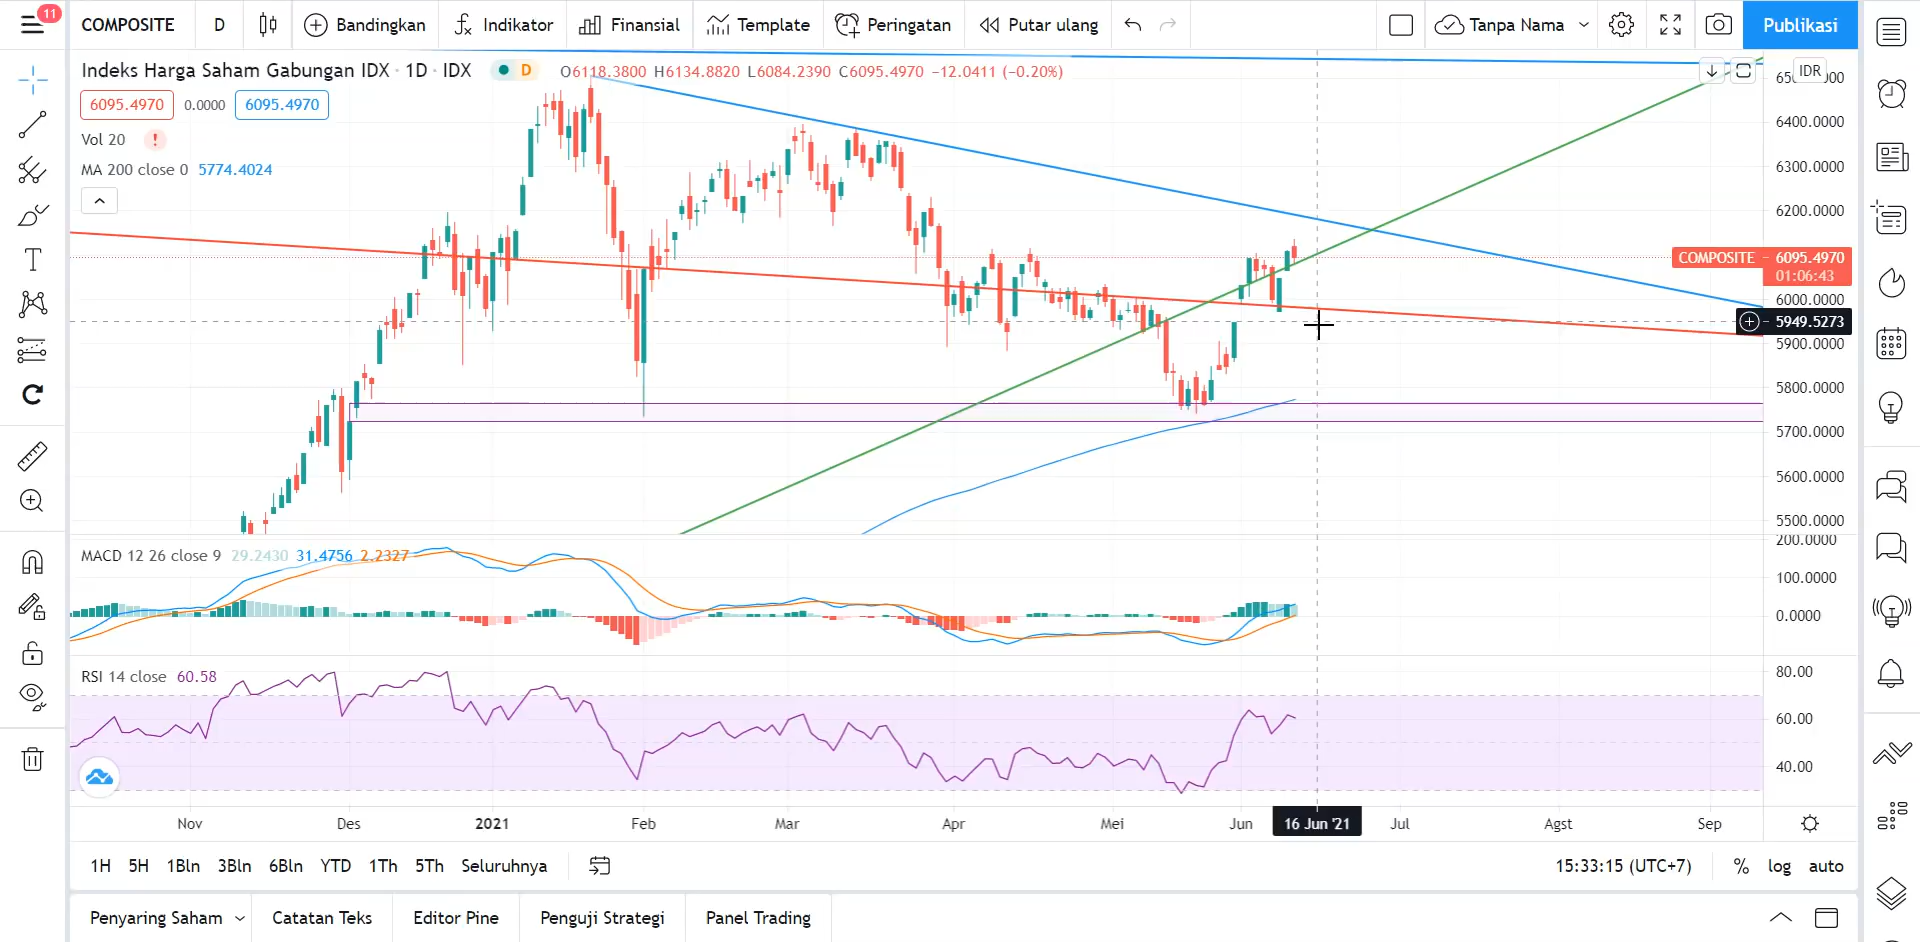 11
COMPOSITE D Bandingkan Indikator Finansial Template Peringatan Putar ulang Tanpa Nama Publikasi
Indeks Harga Saham Gabungan IDX · 1D · IDX D O6118.3800 H6134.8820 L6084.2390 C6095.4970 −12.0411 (−0.20%)
IDR
6095.4970 0.0000 6095.4970
Vol 20 !
MA 200 close 0 5774.4024
6400.0000
6300.0000
6200.0000
COMPOSITE 6095.4970
01:06:43
6000.0000
5949.5273
5900.0000
5800.0000
5700.0000
5600.0000
5500.0000
MACD 12 26 close 9 29.2430 31.4756 2.2327
200.0000
100.0000
0.0000
RSI 14 close 60.58
80.00
60.00
40.00
Nov Des 2021 Feb Mar Apr Mei Jun 16 Jun '21 Jul Agst Sep
1H 5H 1Bln 3Bln 6Bln YTD 1Th 5Th Seluruhnya 15:33:15 (UTC+7) % log auto
Penyaring Saham Catatan Teks Editor Pine Penguji Strategi Panel Trading